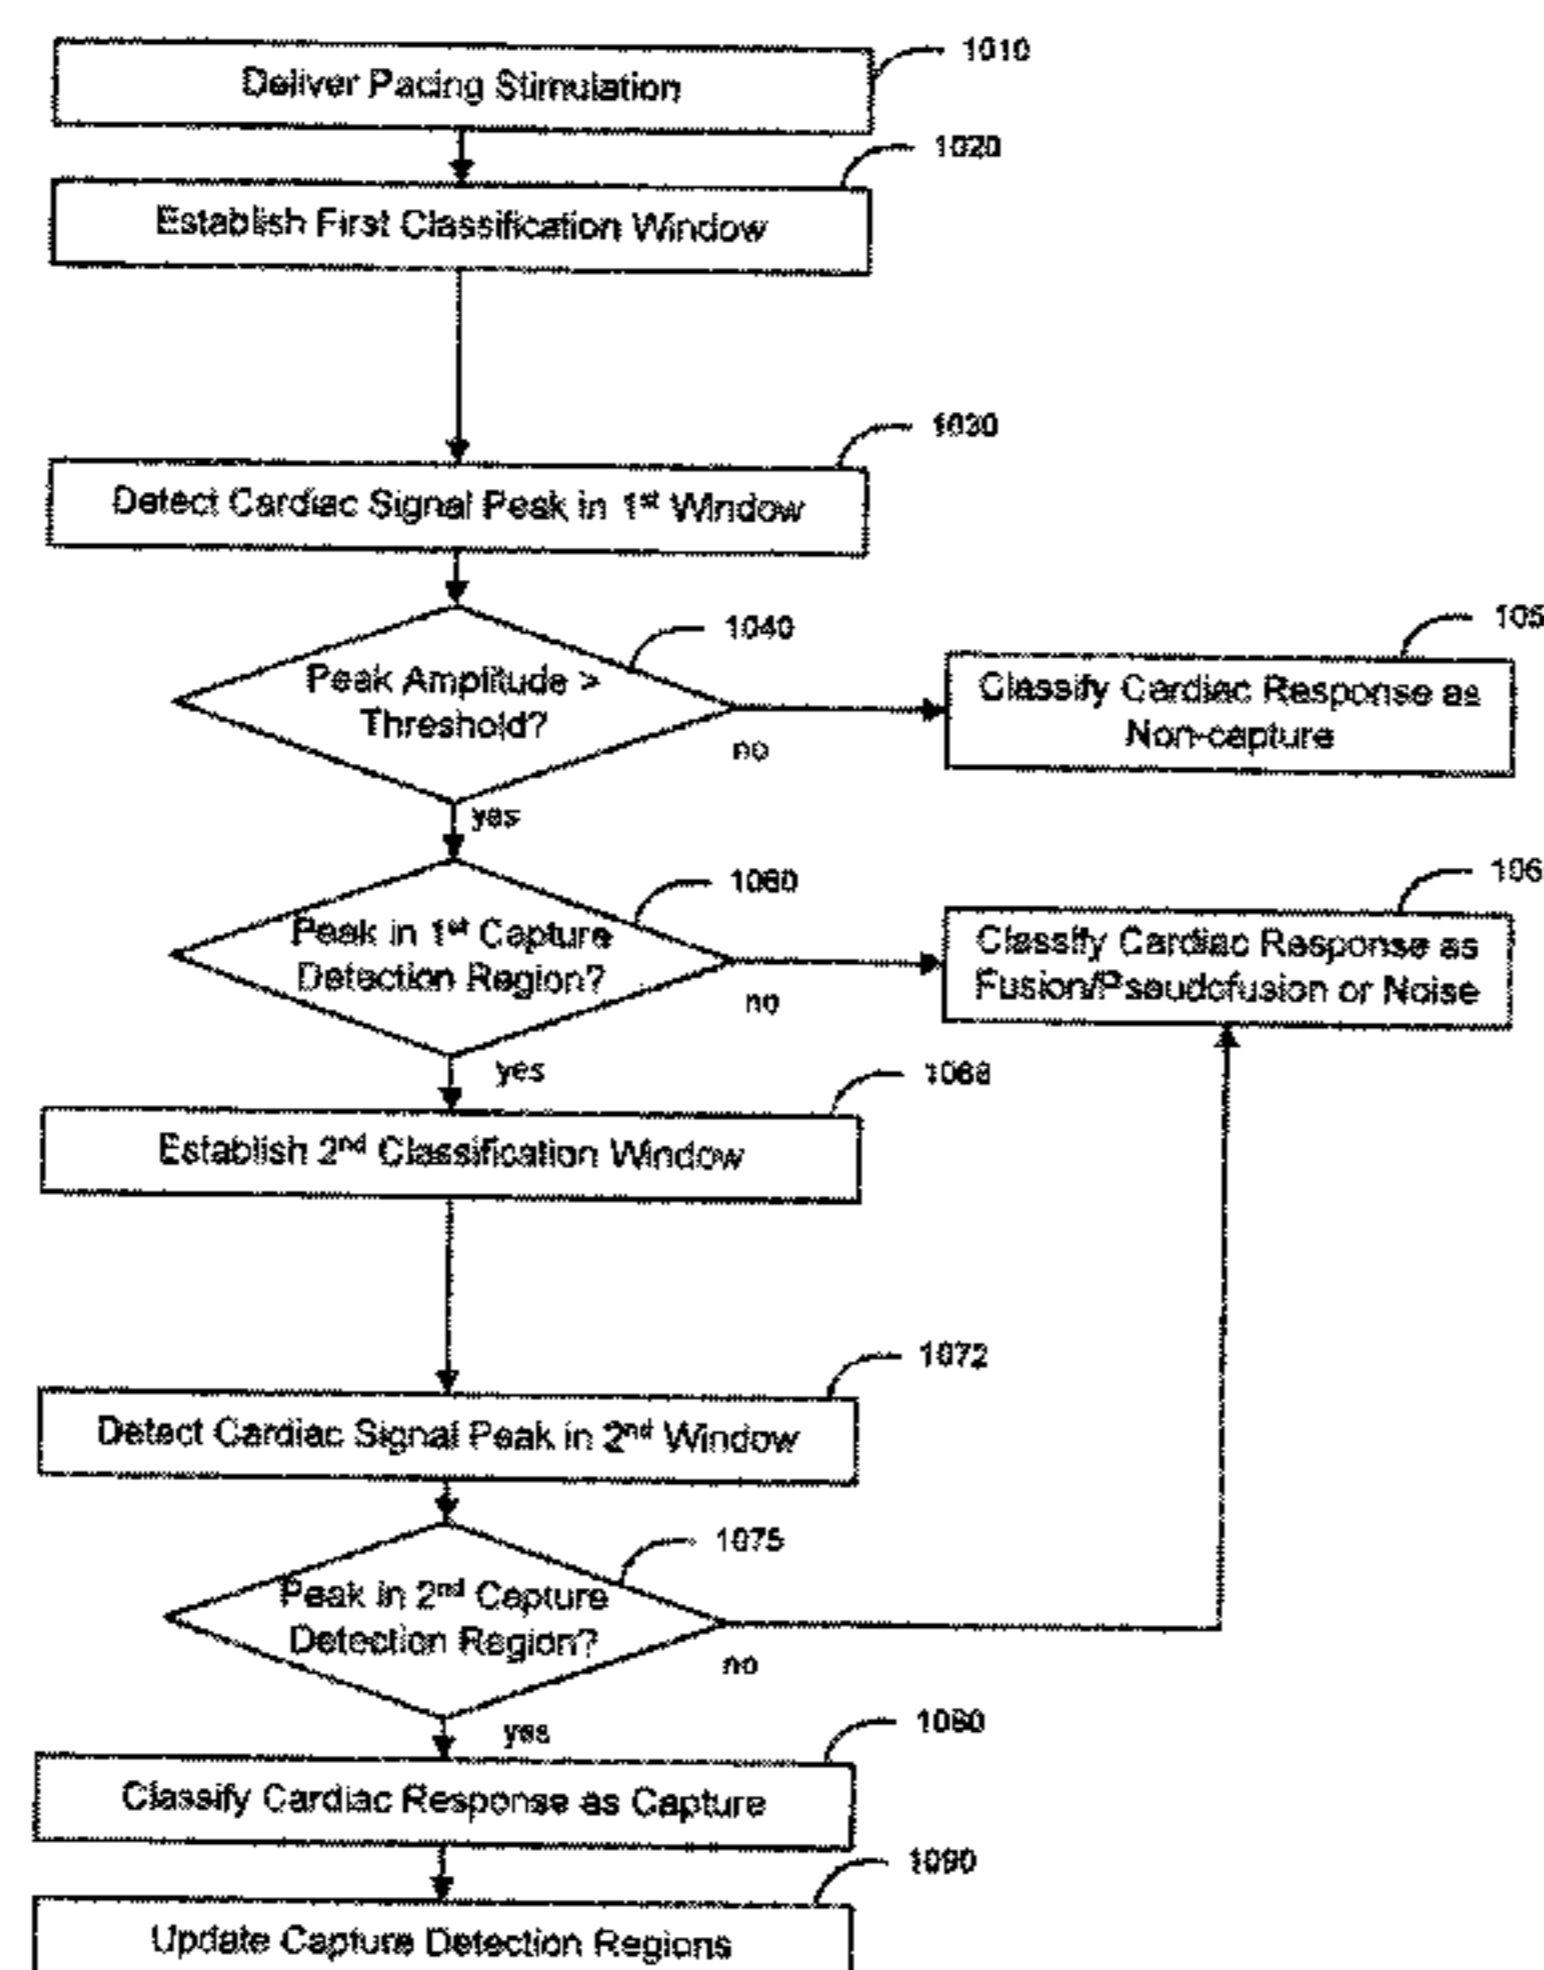 1010
Deliver Pacing Stimulation
1020
Establish First Classification Window
1030
Detect Cardiac Signal Peak in 1st Window
1040
Peak Amplitude >
Threshold?
no
yes
105
Classify Cardiac Response as
Non-capture
1060
Peak in 1st Capture
Detection Region?
no
yes
106
Classify Cardiac Response as
Fusion/Pseudofusion or Noise
Establish 2nd Classification Window
1072
Detect Cardiac Signal Peak in 2nd Window
1075
Peak in 2nd Capture
Detection Region?
no
yes
1080
Classify Cardiac Response as Capture
1090
Update Capture Detection Regions